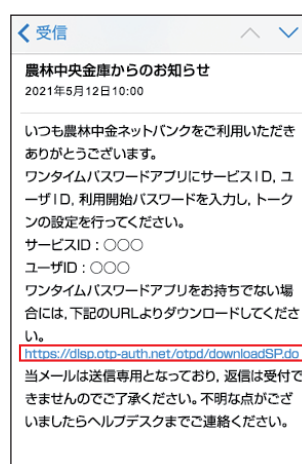 受信
農林中央金庫からのお知らせ
2021年5月12日10:00
いつも農林中金ネットバンクをご利用いただき
ありがとうございます。
ワンタイムパスワードアプリにサービスID, ユ
ーザID, 利用開始パスワードを入力し, トーク
ンの設定を行ってください。
サービスID：○○○
ユーザID：○○○
ワンタイムパスワードアプリをお持ちでない場
合には, 下記のURLよりダウンロードしてくださ
い。
https://dlsp.otp-auth.net/otpd/downloadSP.do
当メールは送信専用となっており, 返信は受付で
きませんのでご了承ください。不明な点がござ
いましたらヘルプデスクまでご連絡ください。